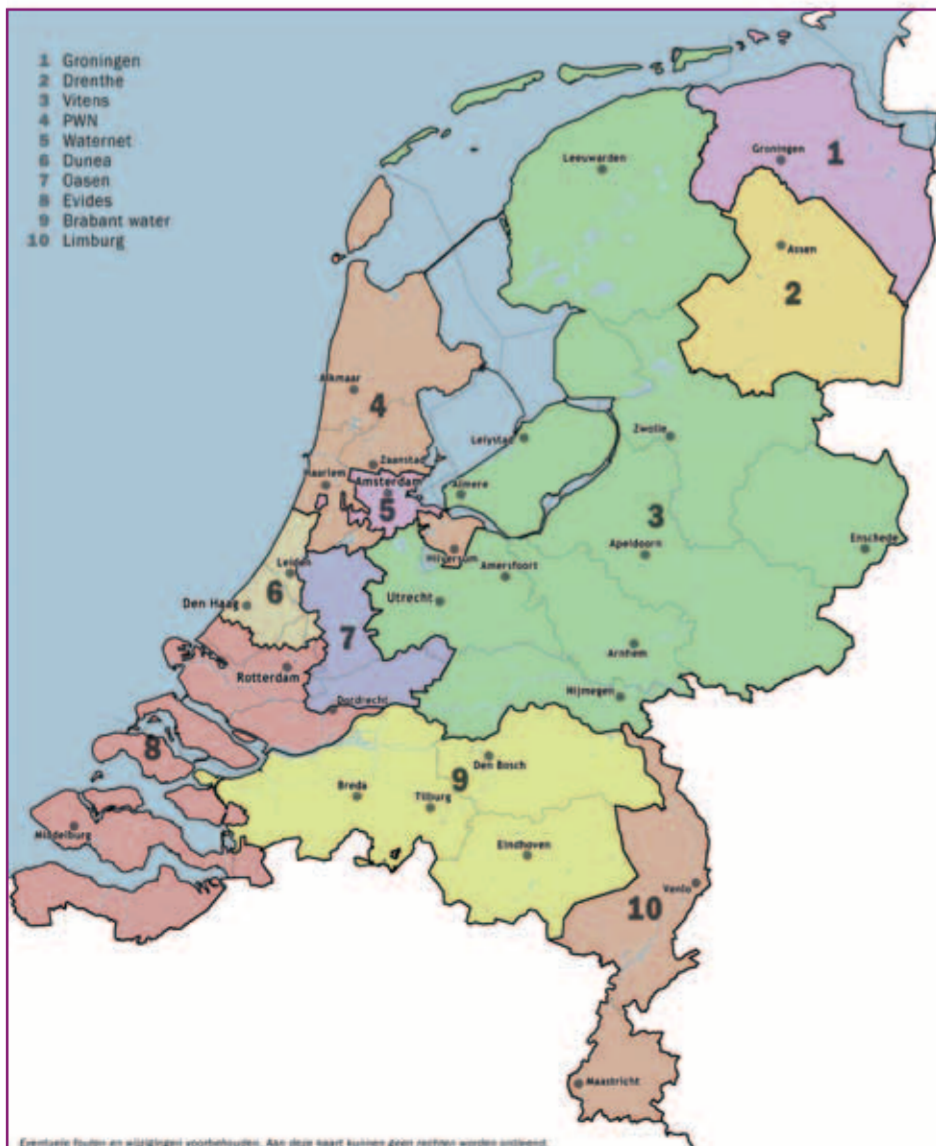 1 Groningen
2 Drenthe
3 Vitens
4 PWN
5 Waternet
6 Dunea
7 Oasen
8 Evides
9 Brabant water
10 Limburg
Groningen
1
Leeuwarden
Assen
2
Alkmaar
4
Zwolle
Lelystad
Zaanstad
Haarlem
Amsterdam
Almere
5
3
Enschede
Apeldoorn
Hilversum
Leiden
Amersfoort
6
Den Haag
Utrecht
7
Arnhem
Rotterdam
Nijmegen
Dordrecht
8
Den Bosch
9
Breda
Tilburg
Middelburg
Eindhoven
Venlo
10
Maastricht
Eventuele fouten en wijzigingen voorbehouden. Aan deze kaart kunnen geen rechten worden ontleend.